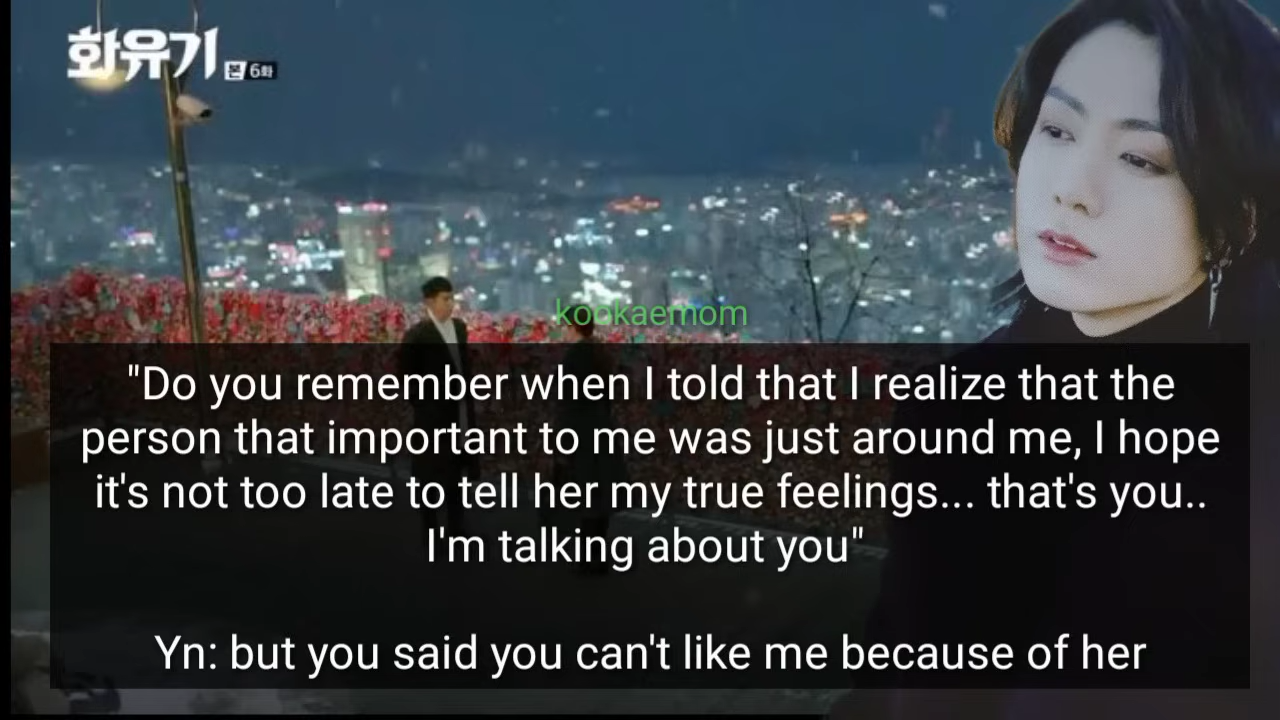 화유기 본 6화
kookaemom
"Do you remember when I told that I realize that the
person that important to me was just around me, I hope
it's not too late to tell her my true feelings... that's you..
I'm talking about you"
Yn: but you said you can't like me because of her